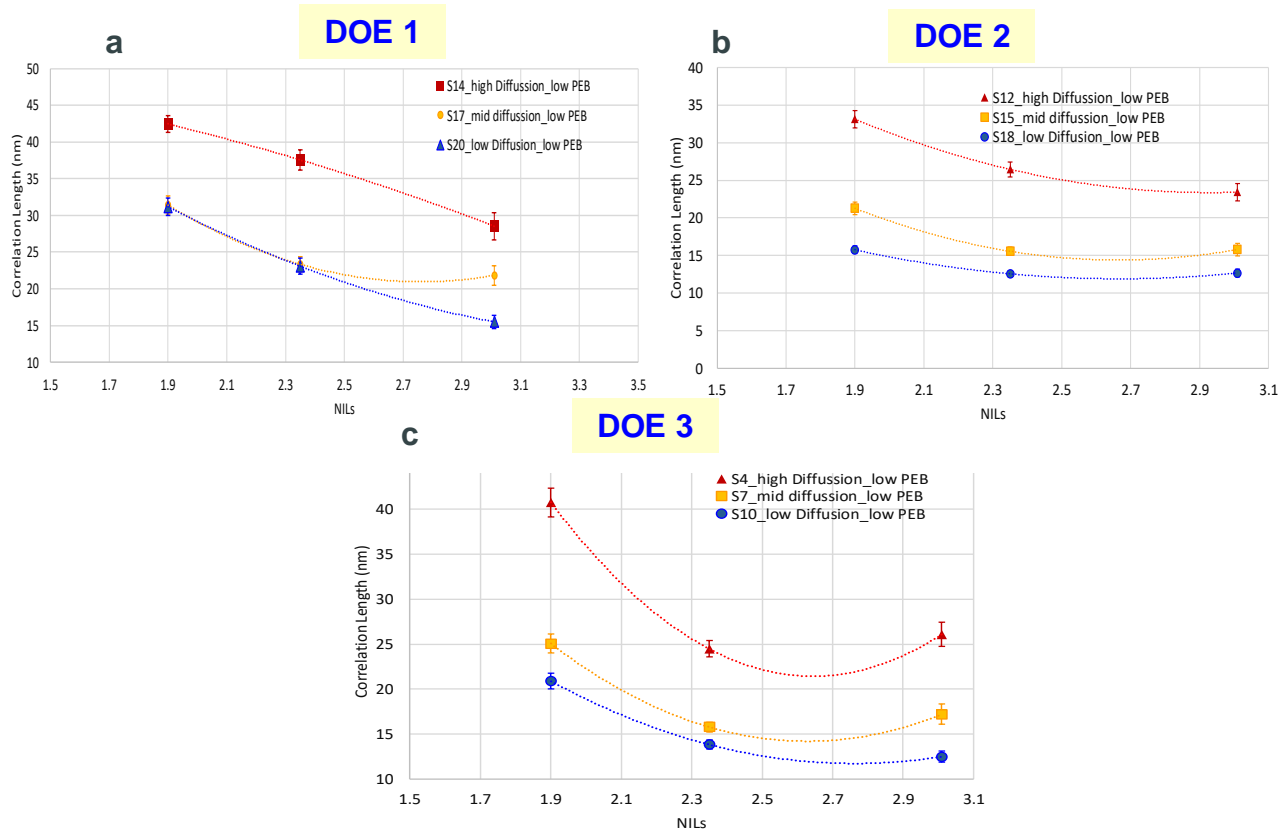 a
DOE 1
50
45
40
35
30
25
20
15
10
Correlation Length (nm)
S14_high Diffussion_low PEB
S17_mid diffussion_low PEB
S20_low Diffusion_low PEB
1.5 1.7 1.9 2.1 2.3 2.5 2.7 2.9 3.1 3.3 3.5
NILs
b
DOE 2
40
35
30
25
20
15
10
5
0
Correlation Length (nm)
S12_high Diffussion_low PEB
S15_mid diffussion_low PEB
S18_low Diffusion_low PEB
1.5 1.7 1.9 2.1 2.3 2.5 2.7 2.9 3.1
NILs
c
DOE 3
40
35
30
25
20
15
10
Correlation Length (nm)
S4_high Diffussion_low PEB
S7_mid diffussion_low PEB
S10_low Diffusion_low PEB
1.5 1.7 1.9 2.1 2.3 2.5 2.7 2.9 3.1
NILs